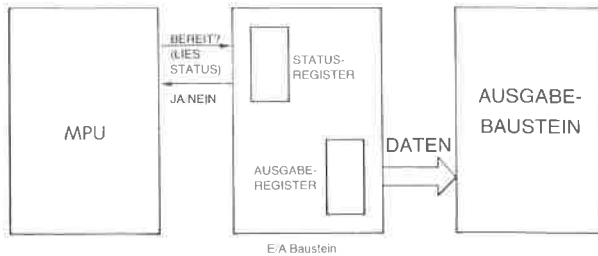 BEREIT?
(LIES
STATUS)
JA/NEIN
MPU
STATUS-
REGISTER
AUSGABE-
REGISTER
DATEN
AUSGABE-
BAUSTEIN
E/A Baustein